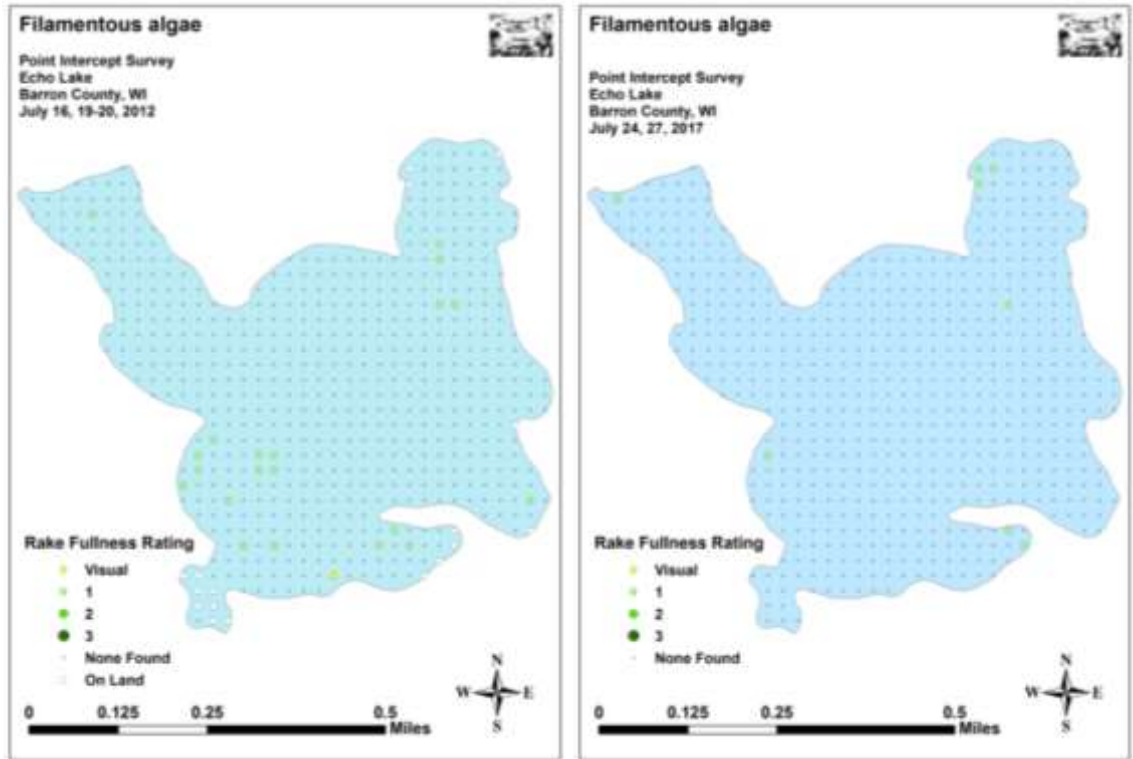 Filamentous algae
Point Intercept Survey
Echo Lake
Barron County, WI
July 16, 19-20, 2012
Rake Fullness Rating
Visual
1
2
3
None Found
On Land
N
W E
S
0 0.125 0.25 0.5
Miles
Filamentous algae
Point Intercept Survey
Echo Lake
Barron County, WI
July 24, 27, 2017
Rake Fullness Rating
Visual
1
2
3
None Found
N
W E
S
0 0.125 0.25 0.5
Miles